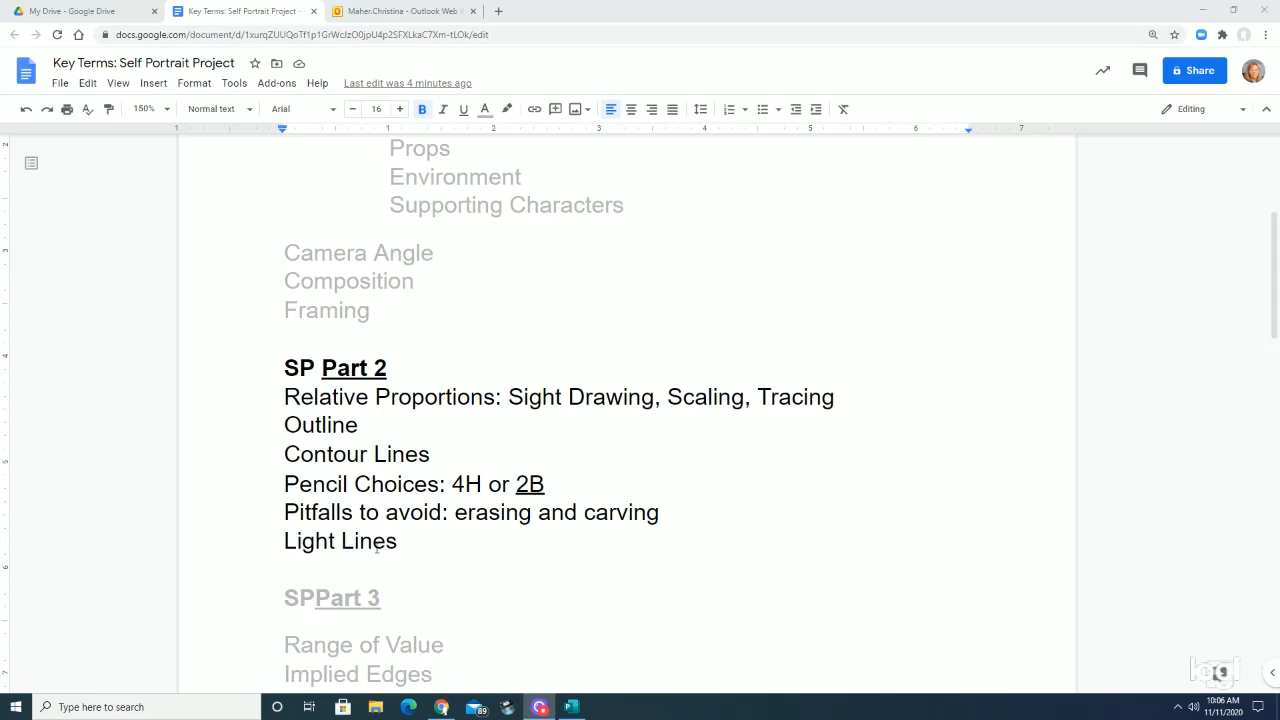 My Drive - Google Drive
Key Terms: Self Portrait Project -
Maher.Christina - Outlook Web
docs.google.com/document/d/1xurqZUUQoTf1p1GrWcJzO0jpU4p2SFXLkaC7Xm-tLOk/edit
Key Terms: Self Portrait Project
File Edit View Insert Format Tools Add-ons Help Last edit was 4 minutes ago
Share
150% Normal text Arial 16 Editing
Props
Environment
Supporting Characters
Camera Angle
Composition
Framing
SP Part 2
Relative Proportions: Sight Drawing, Scaling, Tracing
Outline
Contour Lines
Pencil Choices: 4H or 2B
Pitfalls to avoid: erasing and carving
Light Lines
SPPart 3
Range of Value
Implied Edges
Type here to search
89
10:06 AM
11/11/2020